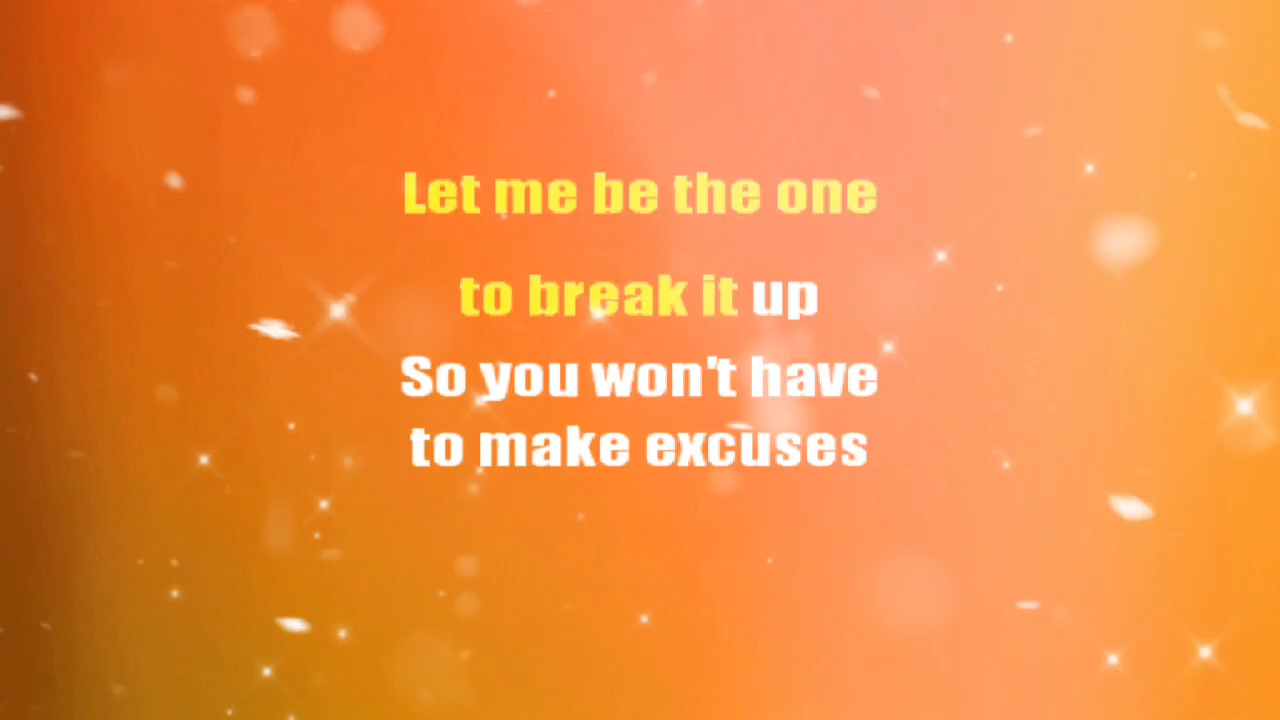 Let me be the one
to break it up
So you won't have
to make excuses